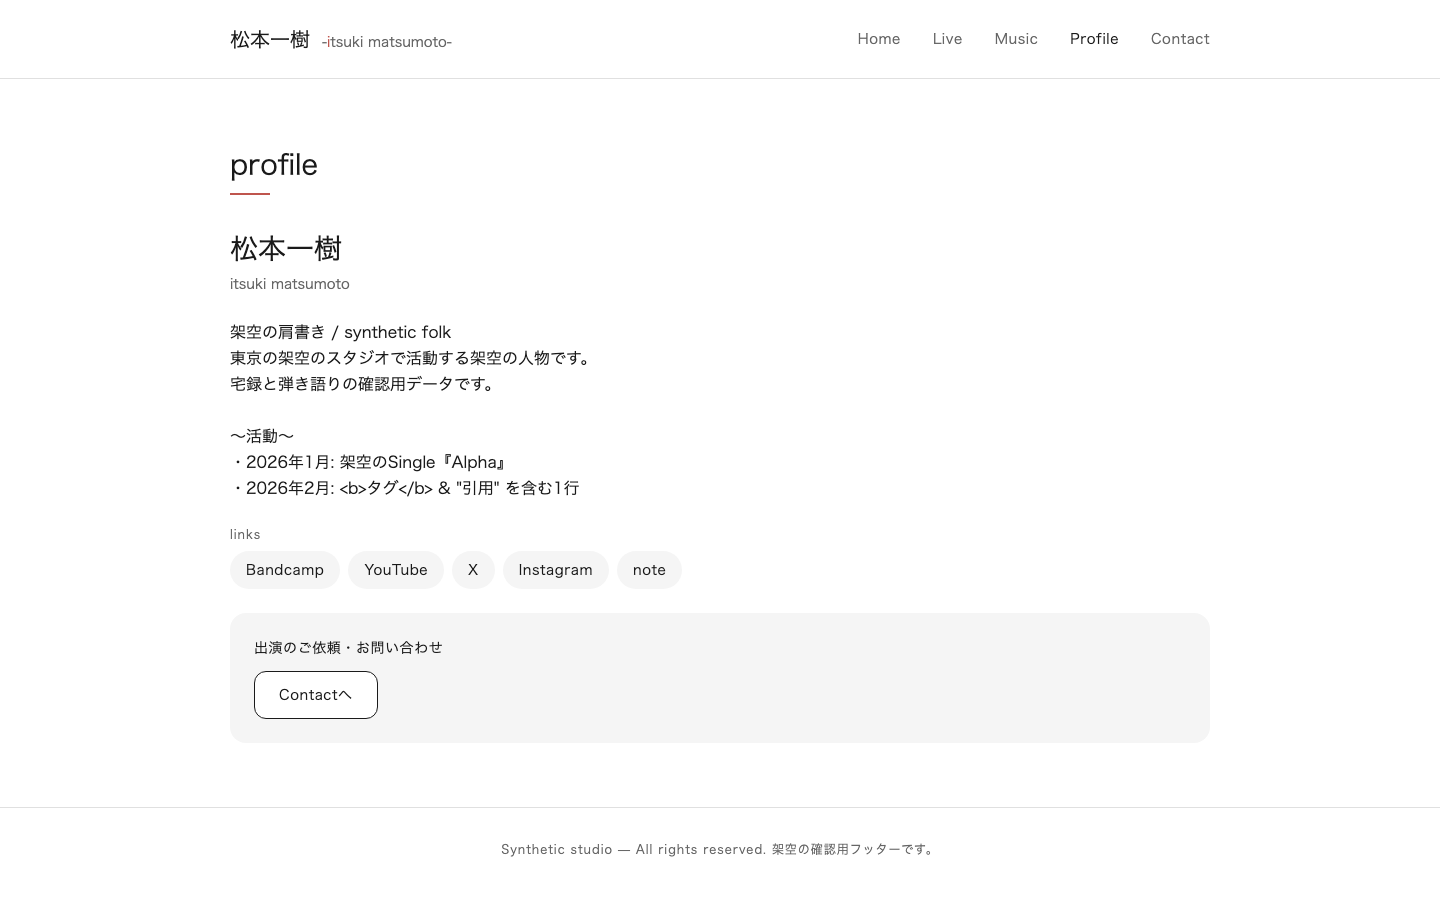 松本一樹 -itsuki matsumoto-
Home Live Music Profile Contact
profile
松本一樹
itsuki matsumoto
架空の肩書き / synthetic folk
東京の架空のスタジオで活動する架空の人物です。
宅録と弾き語りの確認用データです。
〜活動〜
・2026年1月: 架空のSingle『Alpha』
・2026年2月: <b>タグ</b> & "引用" を含む1行
links
Bandcamp YouTube X Instagram note
出演のご依頼・お問い合わせ
Contactへ
Synthetic studio — All rights reserved. 架空の確認用フッターです。